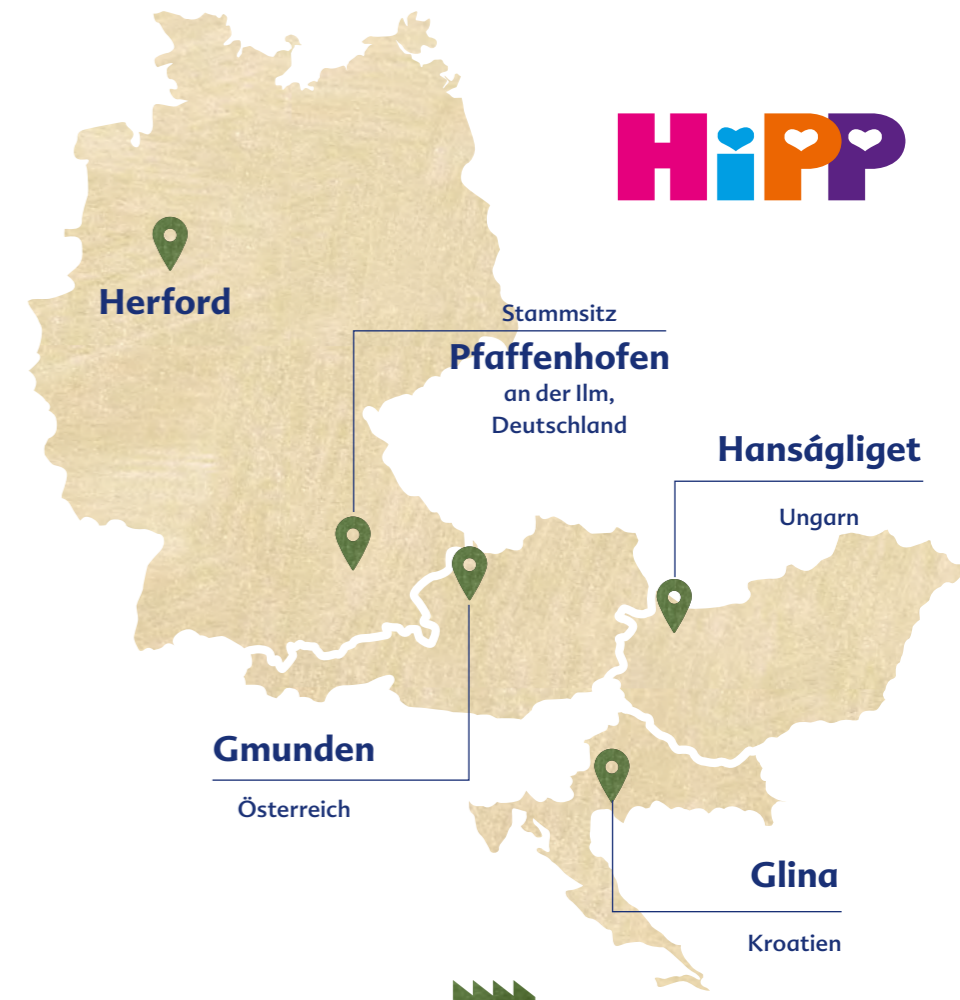 HiPP
Herford
Stammsitz
Pfaffenhofen
an der Ilm,
Deutschland
Hanságliget
Ungarn
Gmunden
Österreich
Glina
Kroatien